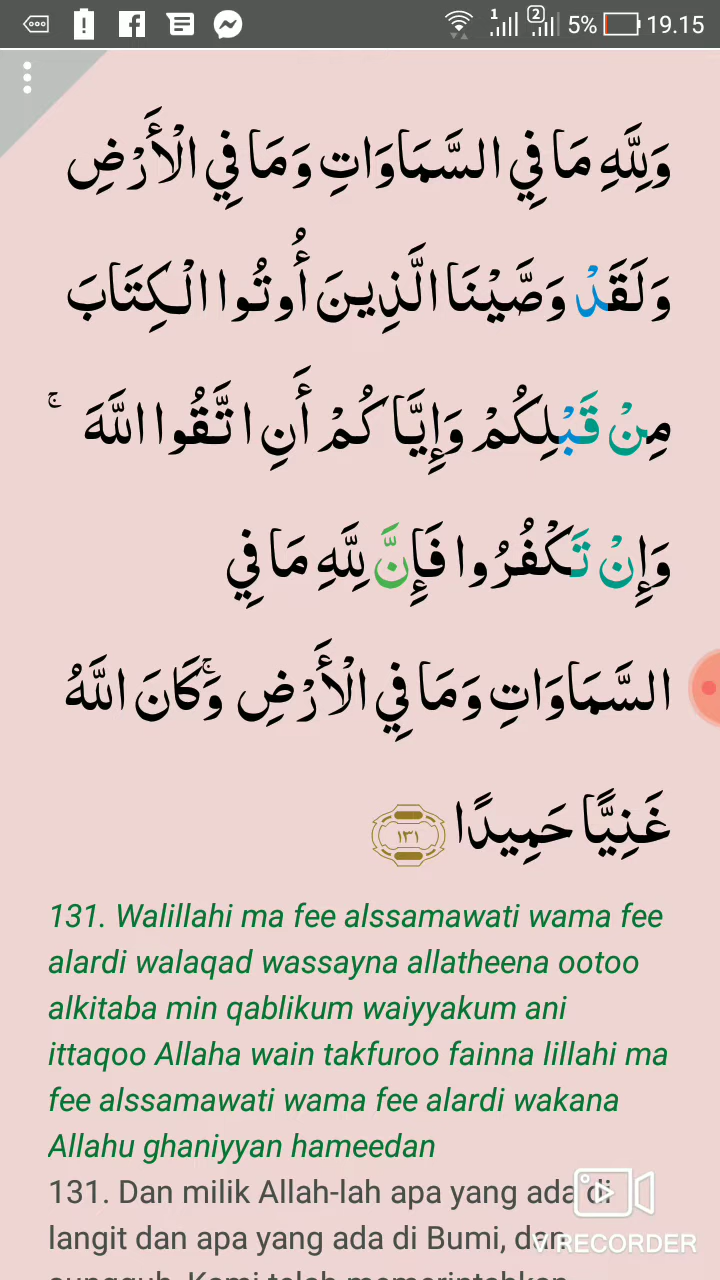 1 2 5% 19.15
وَلِلَّهِ مَا فِي السَّمَاوَاتِ وَمَا فِي الْأَرْضِ
وَلَقَدْ وَصَّيْنَا الَّذِينَ أُوتُوا الْكِتَابَ
مِنْ قَبْلِكُمْ وَإِيَّاكُمْ أَنِ اتَّقُوا اللَّهَ ۚ
وَإِنْ تَكْفُرُوا فَإِنَّ لِلَّهِ مَا فِي
السَّمَاوَاتِ وَمَا فِي الْأَرْضِ ۚ وَكَانَ اللَّهُ
غَنِيًّا حَمِيدًا ١٣١
131. Walillahi ma fee alssamawati wama fee
alardi walaqad wassayna allatheena ootoo
alkitaba min qablikum waiyyakum ani
ittaqoo Allaha wain takfuroo fainna lillahi ma
fee alssamawati wama fee alardi wakana
Allahu ghaniyyan hameedan
131. Dan milik Allah-lah apa yang ada di
langit dan apa yang ada di Bumi, dan
V RECORDER